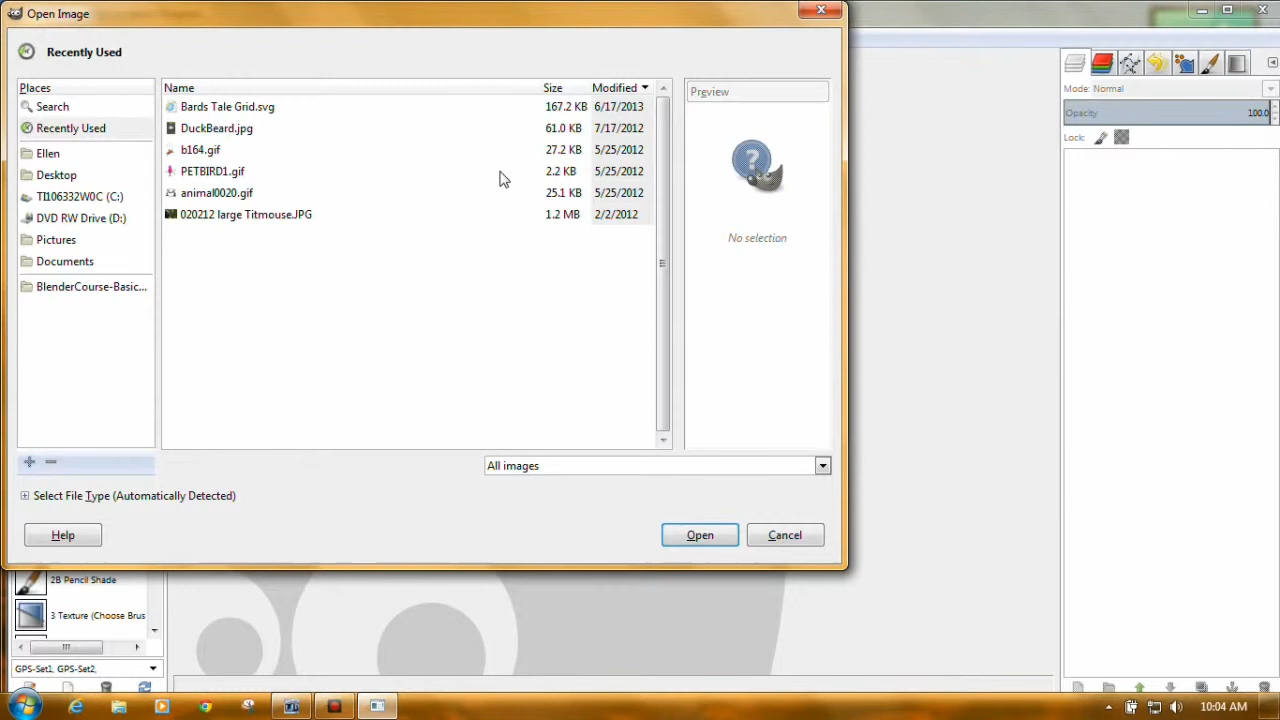 Open Image
Recently Used
Places
Search
Recently Used
Ellen
Desktop
TI106332W0C (C:)
DVD RW Drive (D:)
Pictures
Documents
BlenderCourse-Basic...
Name Size Modified
Bards Tale Grid.svg 167.2 KB 6/17/2013
DuckBeard.jpg 61.0 KB 7/17/2012
b164.gif 27.2 KB 5/25/2012
PETBIRD1.gif 2.2 KB 5/25/2012
animal0020.gif 25.1 KB 5/25/2012
020212 large Titmouse.JPG 1.2 MB 2/2/2012
Preview
No selection
All images
Select File Type (Automatically Detected)
Help
Open
Cancel
Mode: Normal
Opacity 100.0
Lock:
2B Pencil Shade
3 Texture (Choose Brus
GPS-Set1, GPS-Set2,
10:04 AM